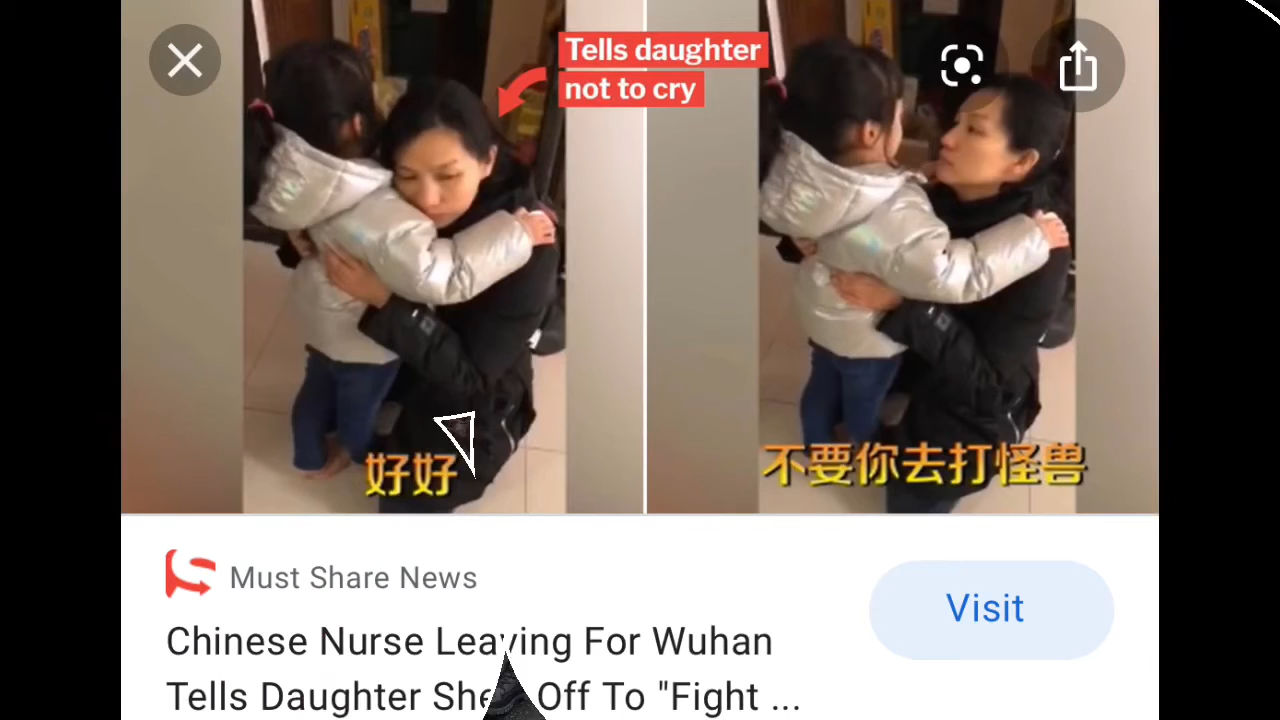 Tells daughter
not to cry
好好
不要你去打怪兽
Must Share News
Visit
Chinese Nurse Leaving For Wuhan
Tells Daughter Off To "Fight ...